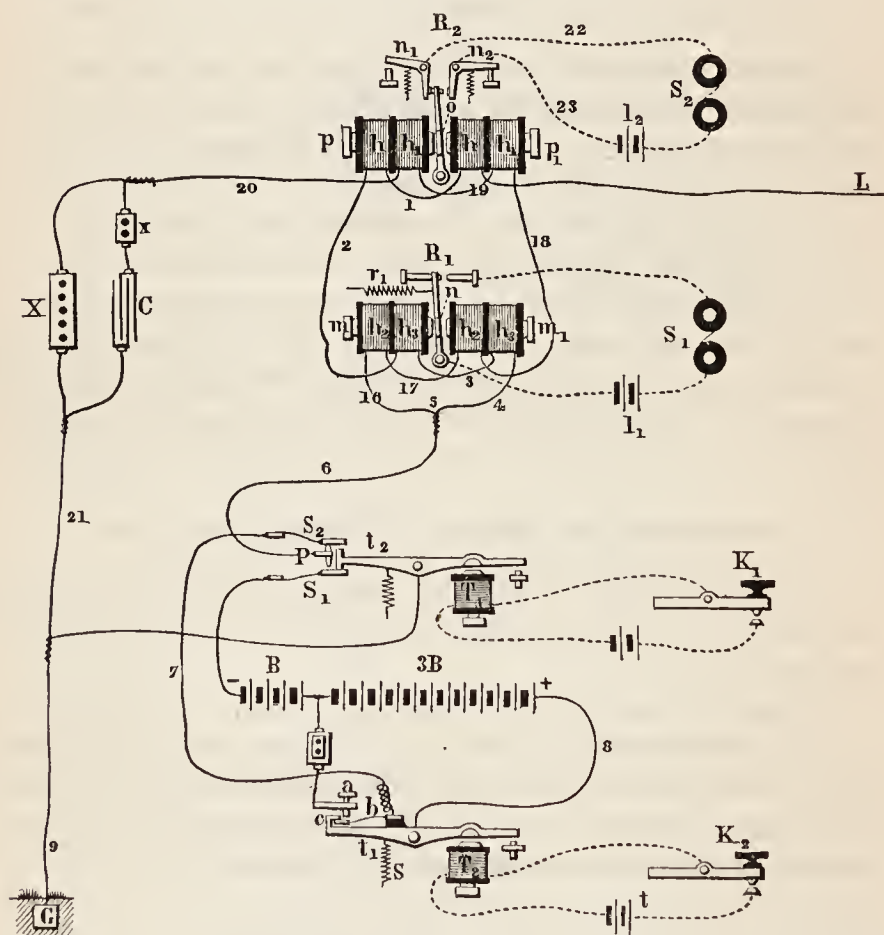 R₂
n₁ n₂ 22
o 23 S₂
l₂
p h h₁ h h₁ p₁
20 1 19 L
x
2 18
R₁
r₁ n
X C m h₂ h₃ h₂ h₃ m₁ S₁
16 17 3 4
5 l₁
6
21 S₂
P t₂ K₁
S₁ T₁
7 - B 3B +
8
a
c b
t₁ S T₂ K₂
9 t
G